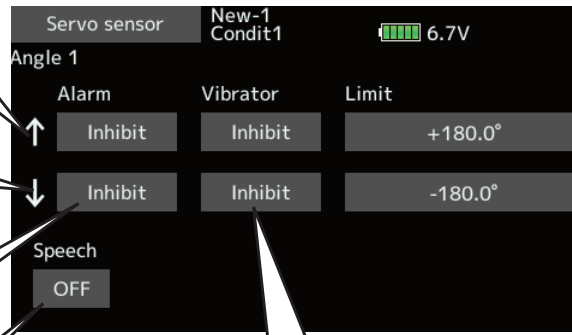 Servo sensor
New-1
Condit1
6.7V
Angle 1
Alarm Vibrator Limit
↑ Inhibit Inhibit +180.0°
↓ Inhibit Inhibit -180.0°
Speech
OFF